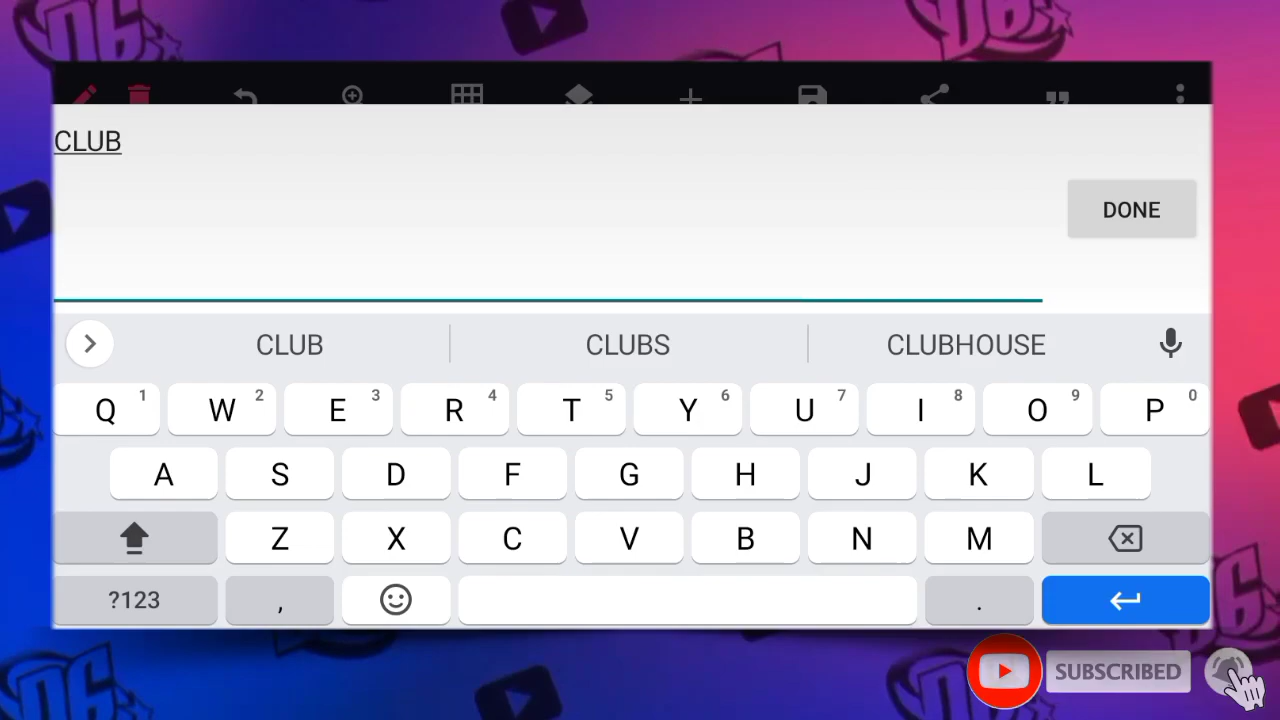 CLUB
DONE
CLUB CLUBS CLUBHOUSE
Q 1 W 2 E 3 R 4 T 5 Y 6 U 7 I 8 O 9 P 0
A S D F G H J K L
Z X C V B N M
?123 , .
SUBSCRIBED